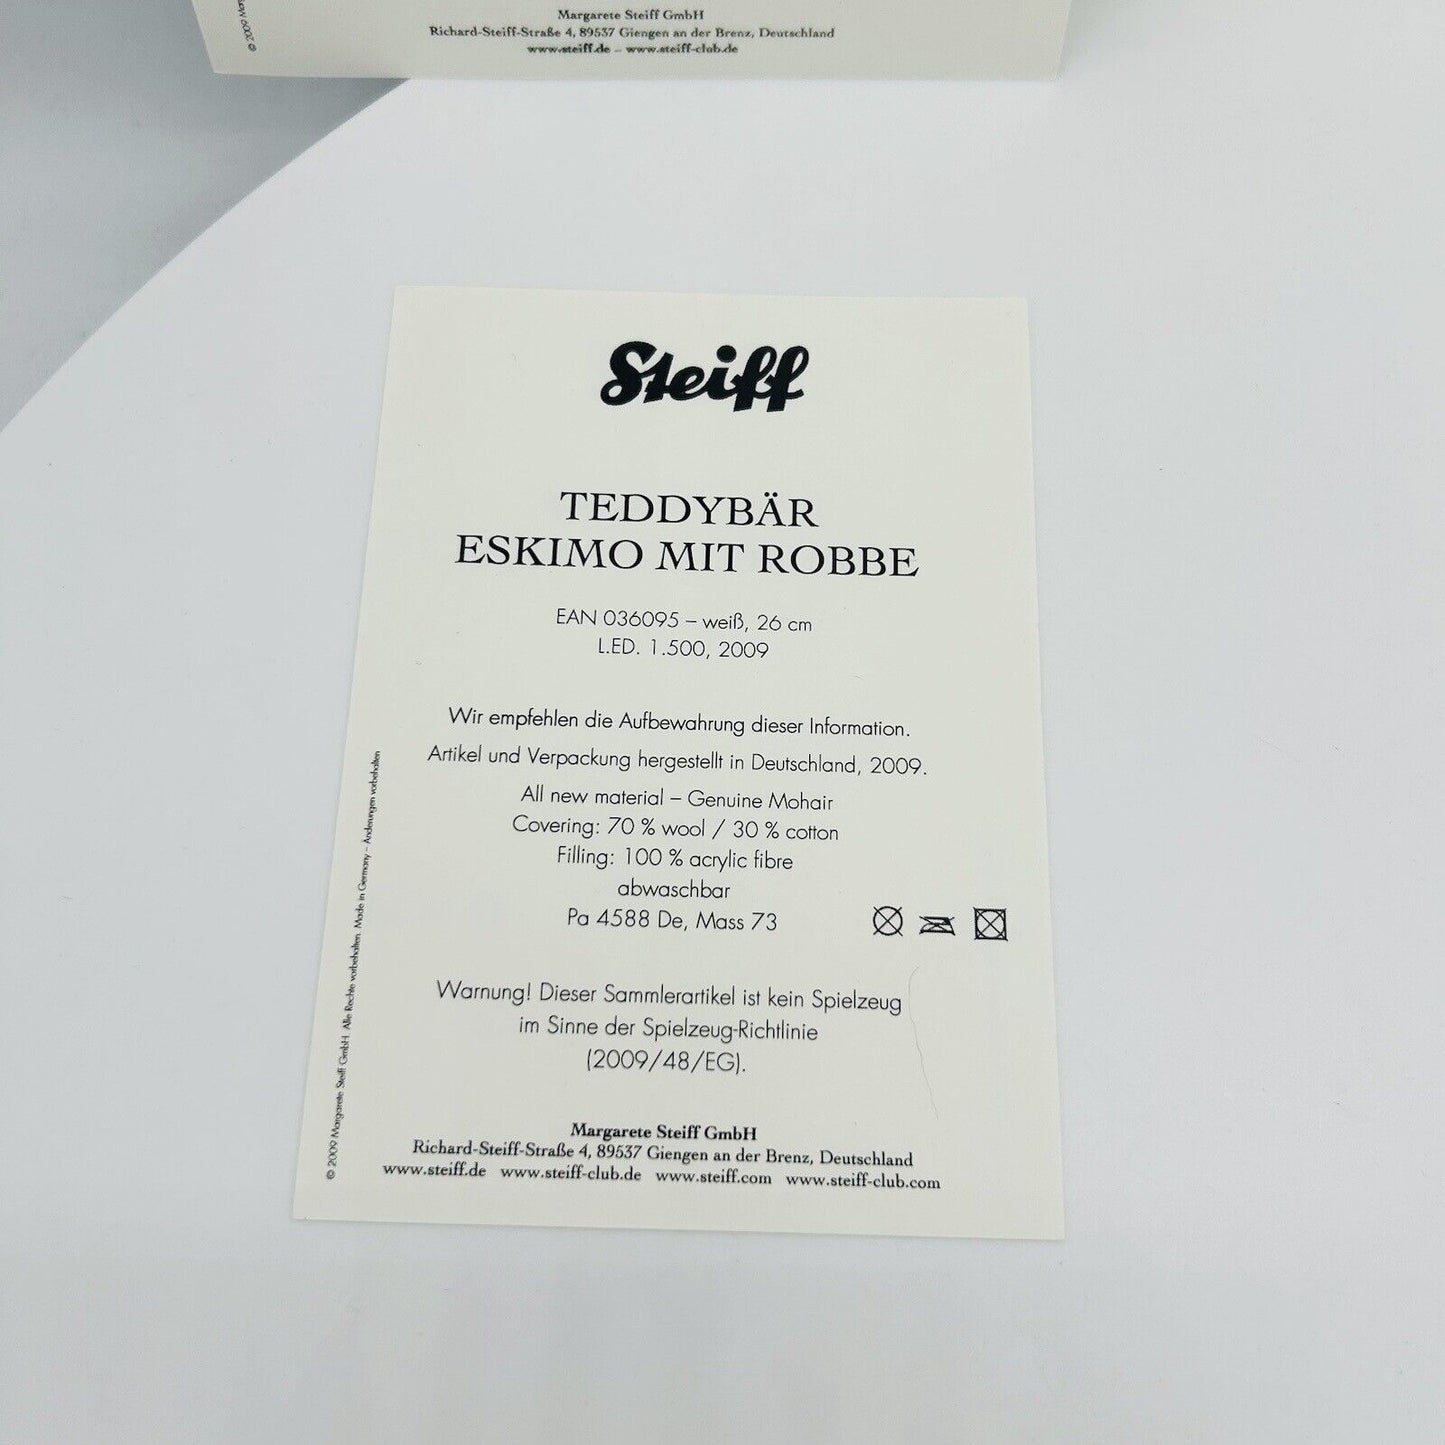 © 2009
Margarete Steiff GmbH
Richard-Steiff-Straße 4, 89537 Giengen an der Brenz, Deutschland
www.steiff.de – www.steiff-club.de
Steiff
TEDDYBÄR
ESKIMO MIT ROBBE
EAN 036095 – weiß, 26 cm
L.ED. 1.500, 2009
Wir empfehlen die Aufbewahrung dieser Information.
Artikel und Verpackung hergestellt in Deutschland, 2009.
All new material – Genuine Mohair
Covering: 70 % wool / 30 % cotton
Filling: 100 % acrylic fibre
abwaschbar
Pa 4588 De, Mass 73
Warnung! Dieser Sammlerartikel ist kein Spielzeug
im Sinne der Spielzeug-Richtlinie
(2009/48/EG).
Margarete Steiff GmbH
Richard-Steiff-Straße 4, 89537 Giengen an der Brenz, Deutschland
www.steiff.de www.steiff-club.de www.steiff.com www.steiff-club.com
© 2009 Margarete Steiff GmbH. Alle Rechte vorbehalten. Made in Germany – Änderungen vorbehalten